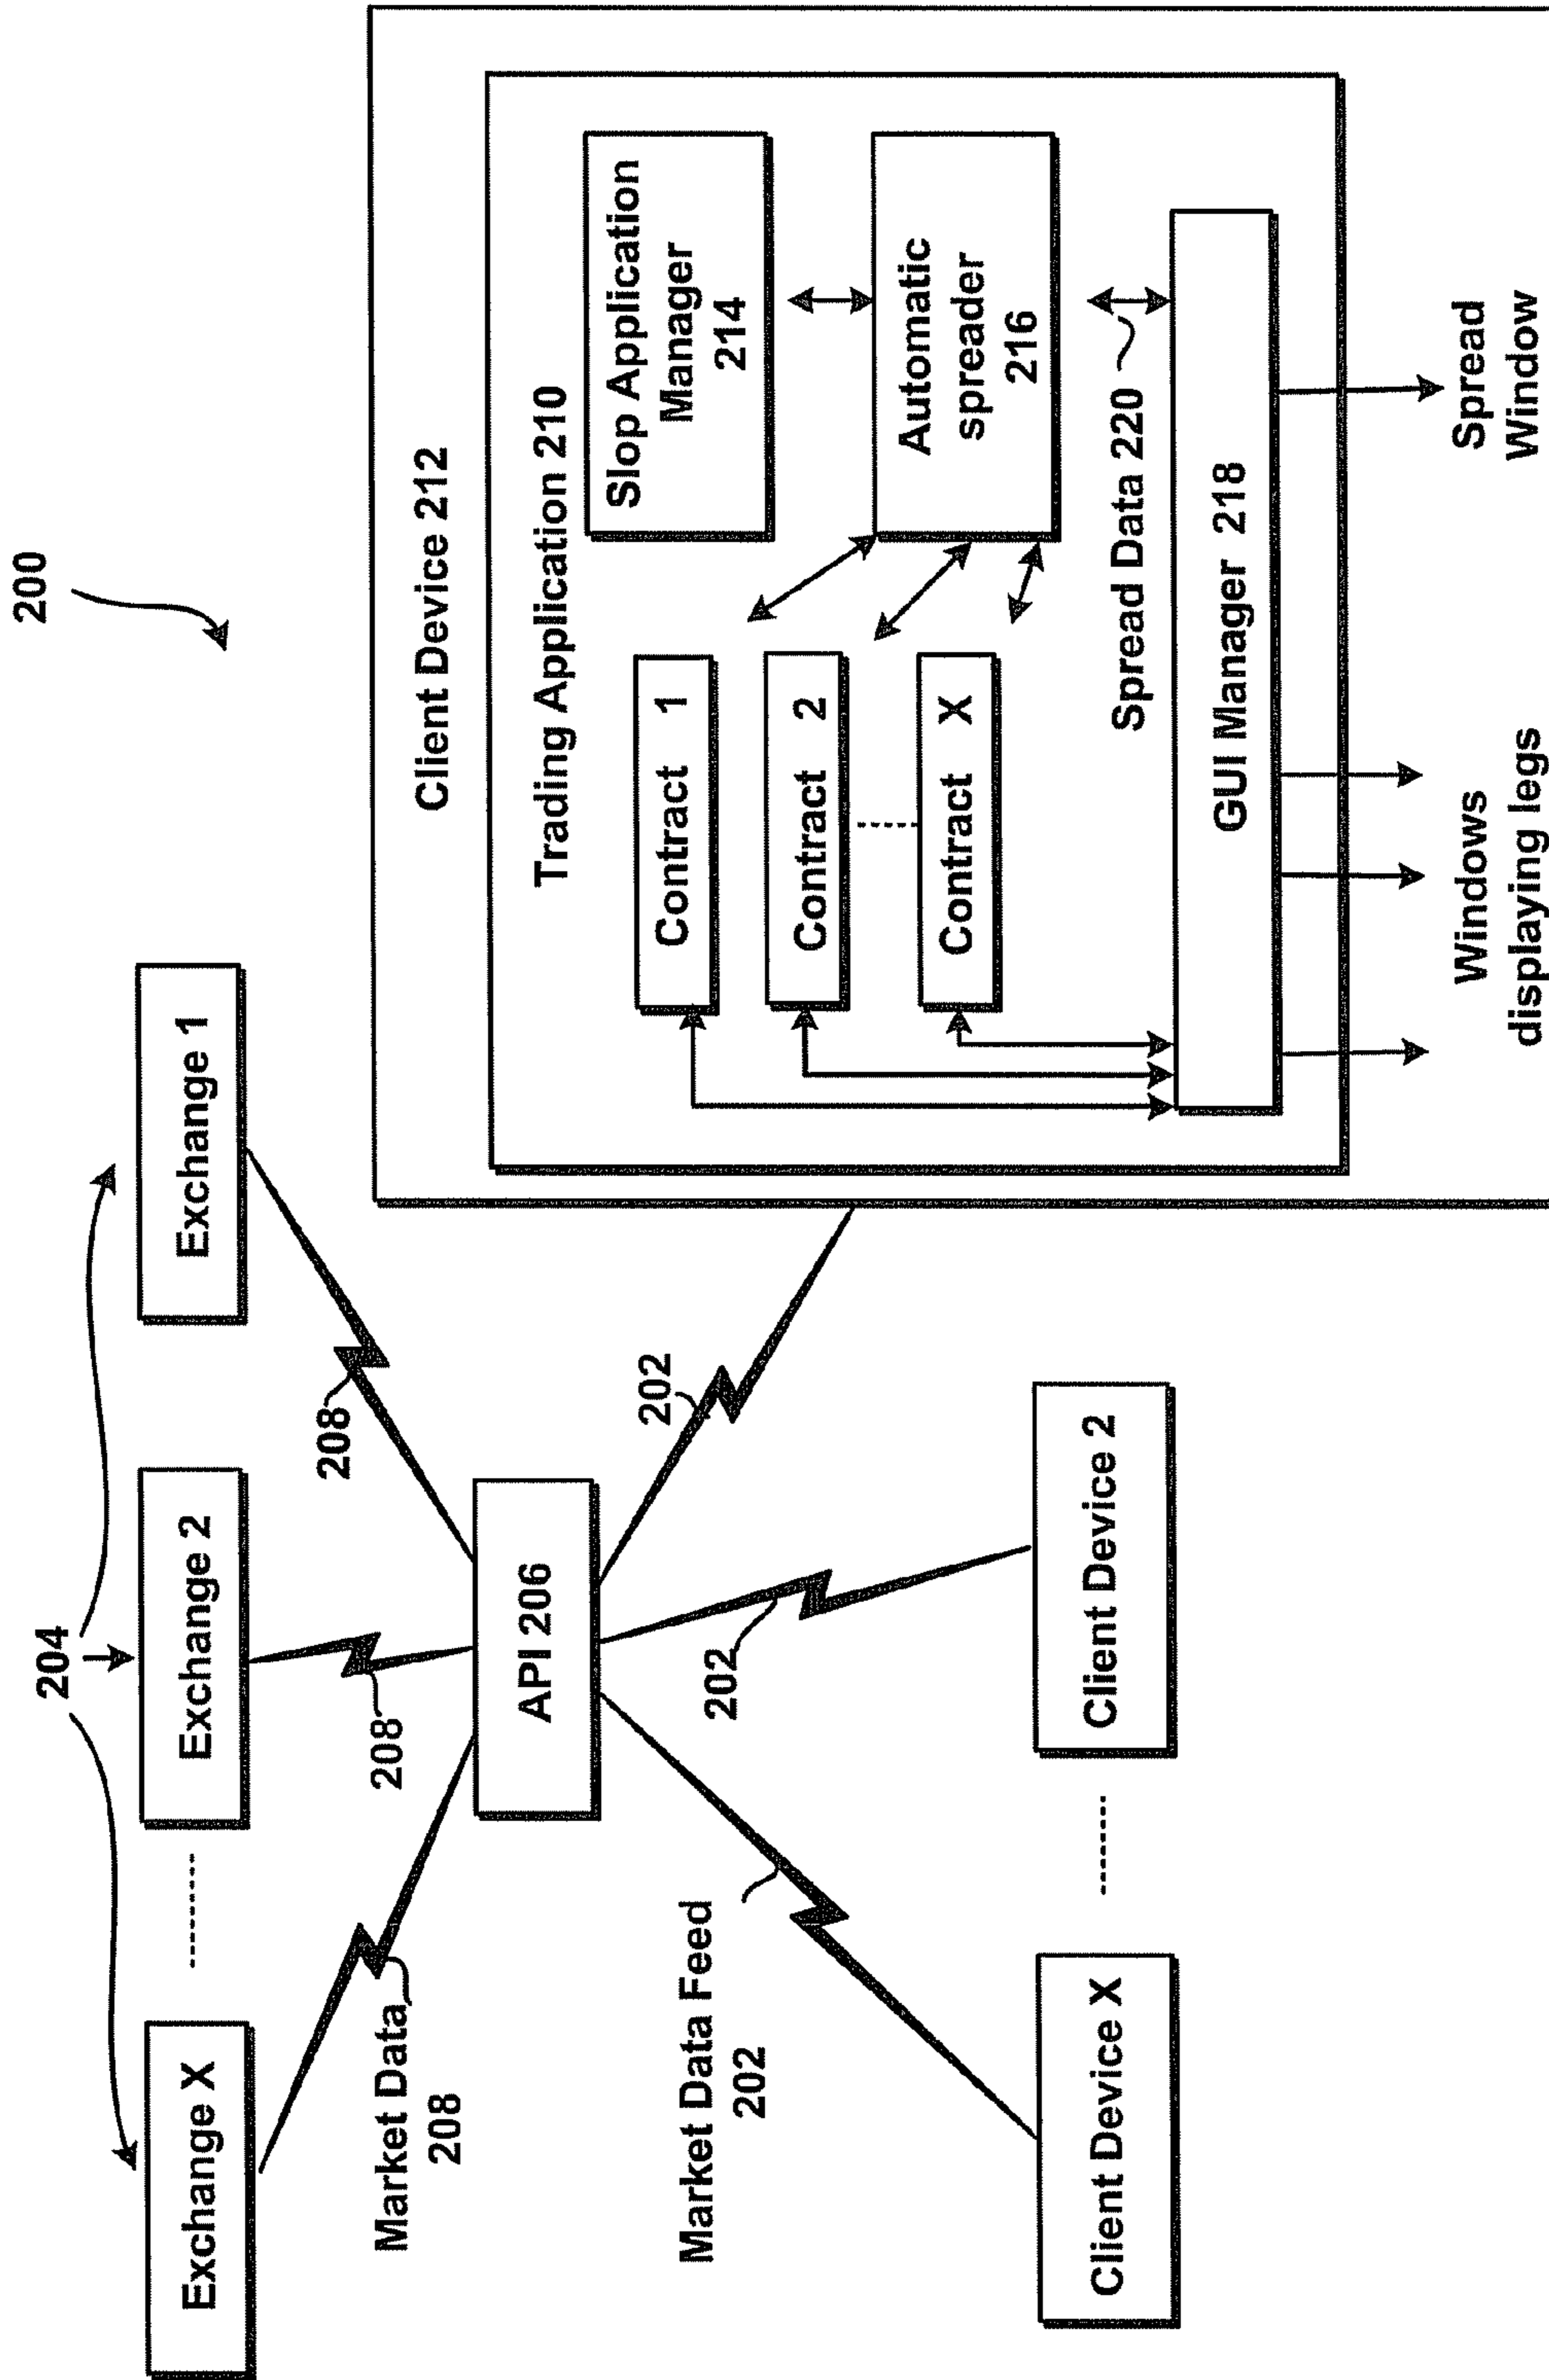 200
204
Exchange X
Exchange 2
Exchange 1
Market Data
208
208
208
API 206
Market Data Feed
202
202
202
Client Device X
Client Device 2
Client Device 212
Trading Application 210
Contract 1
Contract 2
Contract X
Slop Application
Manager
214
Automatic
spreader
216
Spread Data 220
GUI Manager 218
Windows
displaying legs
Spread
Window